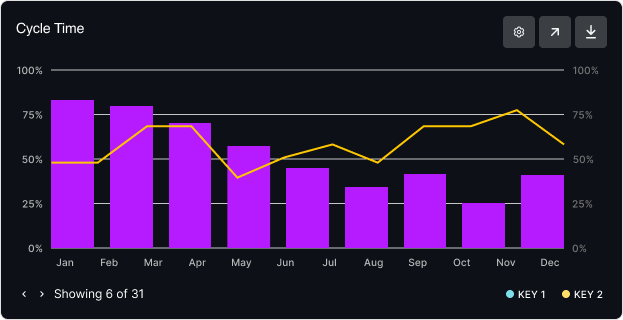 Cycle Time
100% 100%
75% 75%
50% 50%
25% 25%
0% 0%
Jan Feb Mar Apr May Jun Jul Aug Sep Oct Nov Dec
Showing 6 of 31 KEY 1 KEY 2